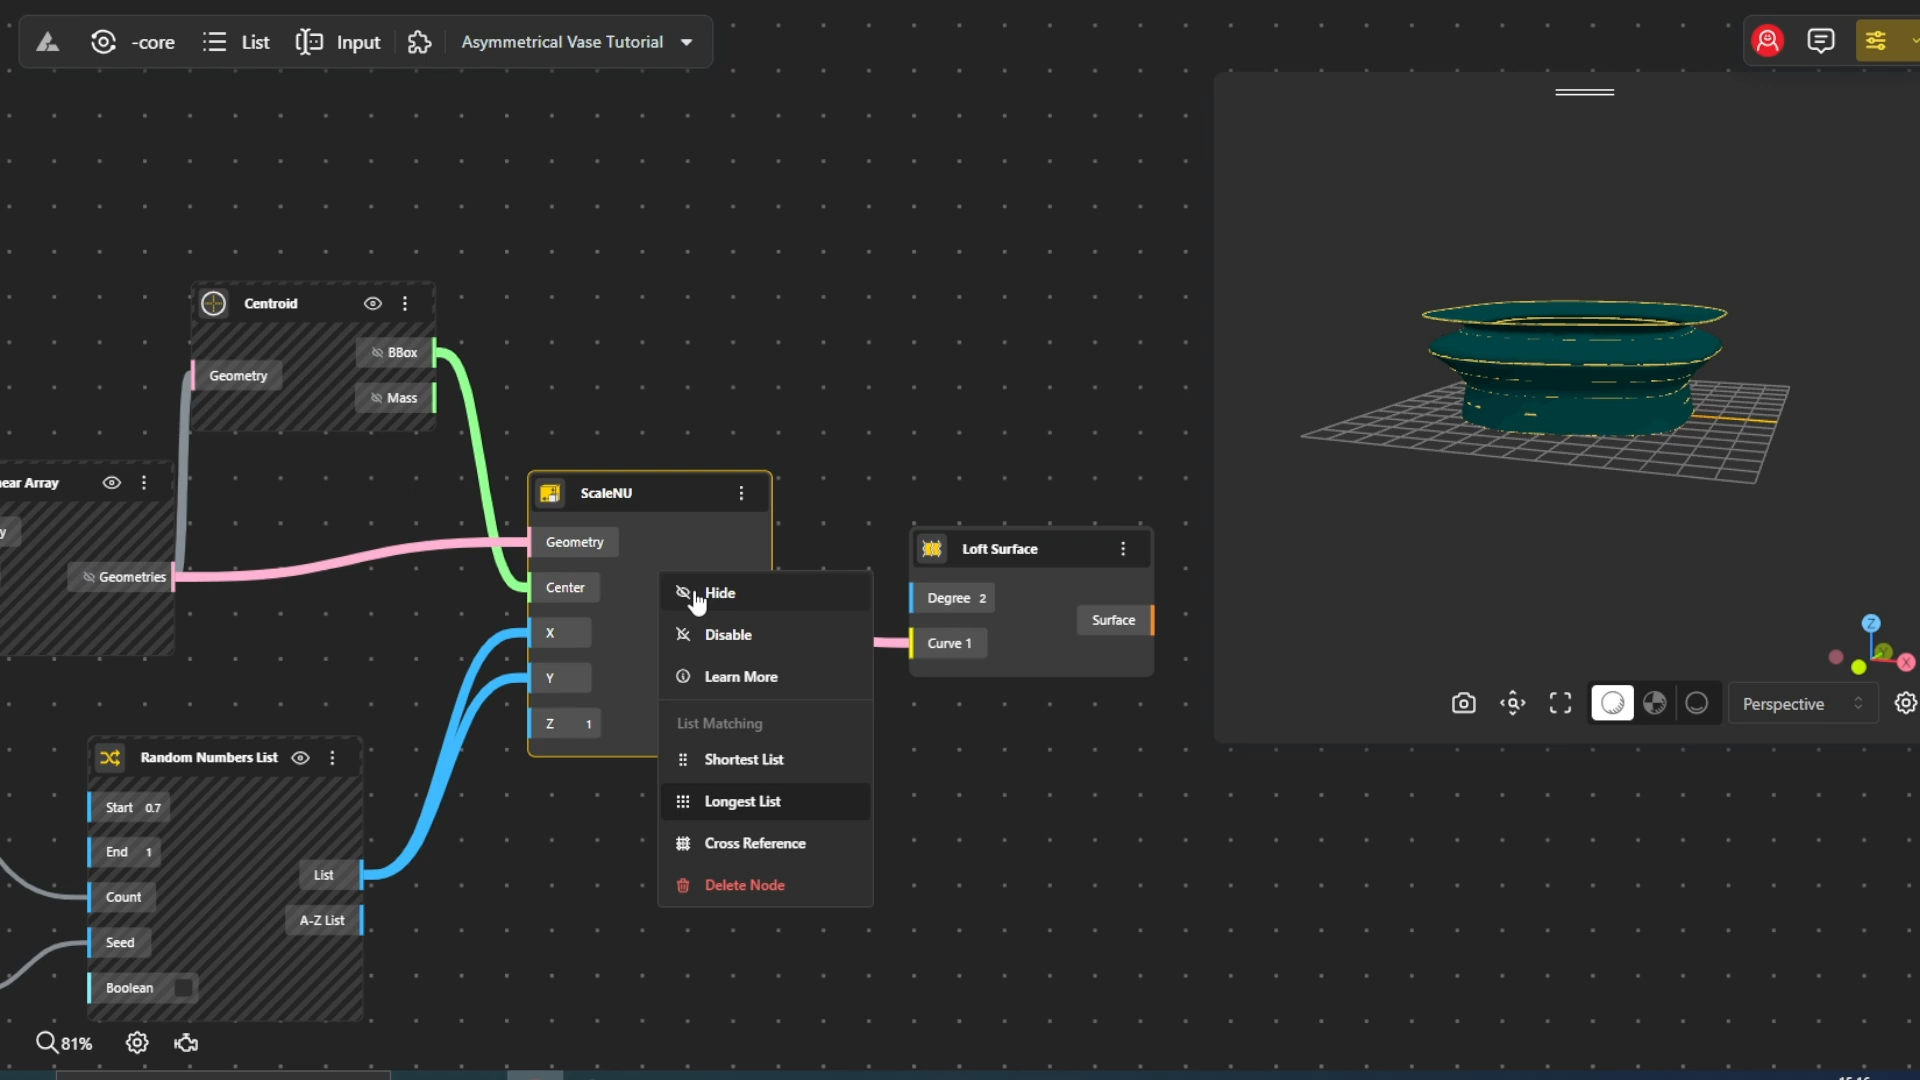 -core List Input Asymmetrical Vase Tutorial
Centroid
BBox
Geometry
Mass
near Array
Geometries
ScaleNU
Geometry
Center
X
Y
Z 1
Hide
Disable
Learn More
List Matching
Shortest List
Longest List
Cross Reference
Delete Node
Loft Surface
Degree 2
Surface
Curve 1
Random Numbers List
Start 0.7
End 1
List
Count
A-Z List
Seed
Boolean
Z
Y
X
Perspective
81%